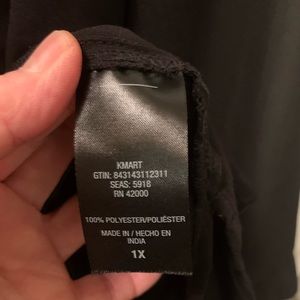 KMART
GTIN: 843143112311
SEAS: 5918
RN 42000
100% POLYESTER/POLIÉSTER
MADE IN / HECHO EN
INDIA
1X